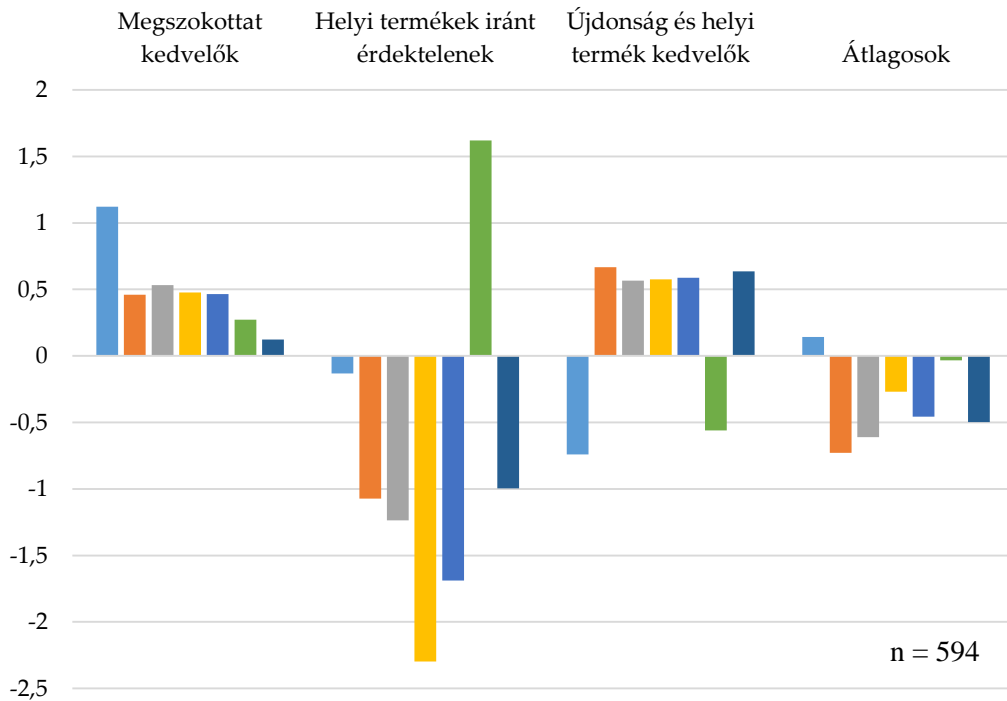 Megszokottat
kedvelők
Helyi termékek iránt
érdektelenek
Újdonság és helyi
termék kedvelők
Átlagosok
2
1,5
1
0,5
0
-0,5
-1
-1,5
-2
-2,5
n = 594